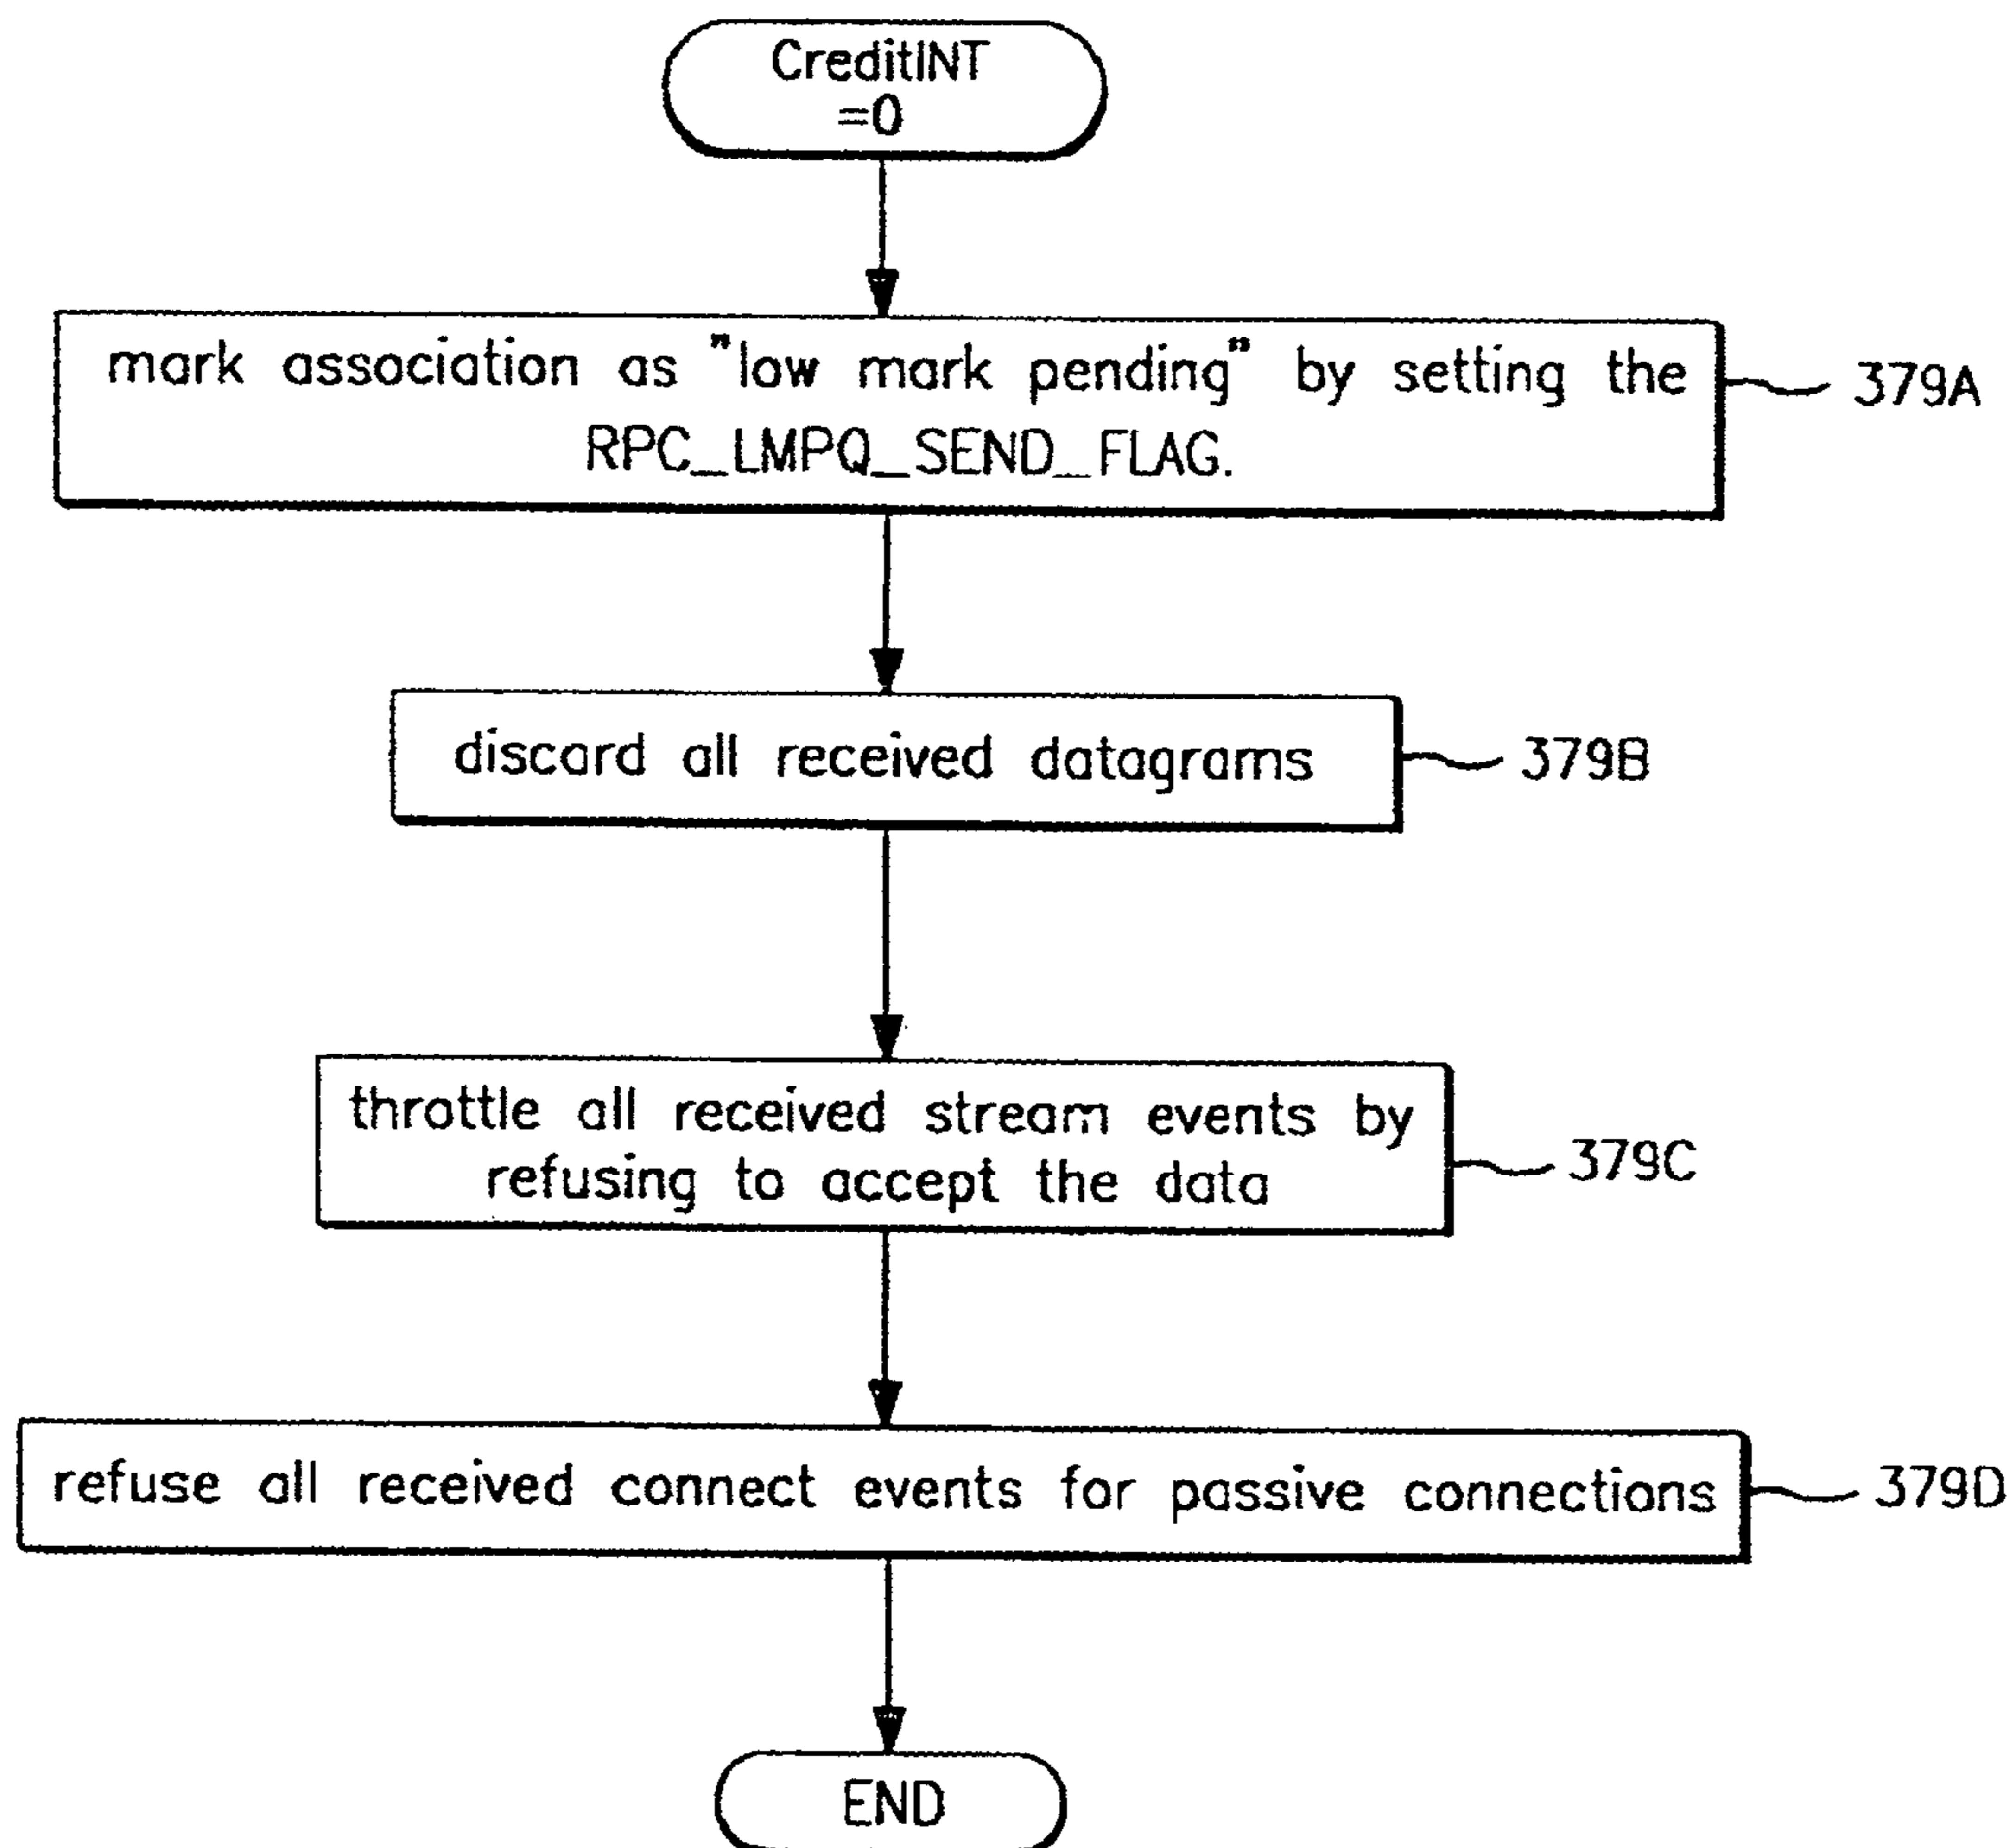 CreditINT
=0
mark association as "low mark pending" by setting the
RPC_LMPQ_SEND_FLAG.
379A
discard all received datagrams
379B
throttle all received stream events by
refusing to accept the data
379C
refuse all received connect events for passive connections
379D
END